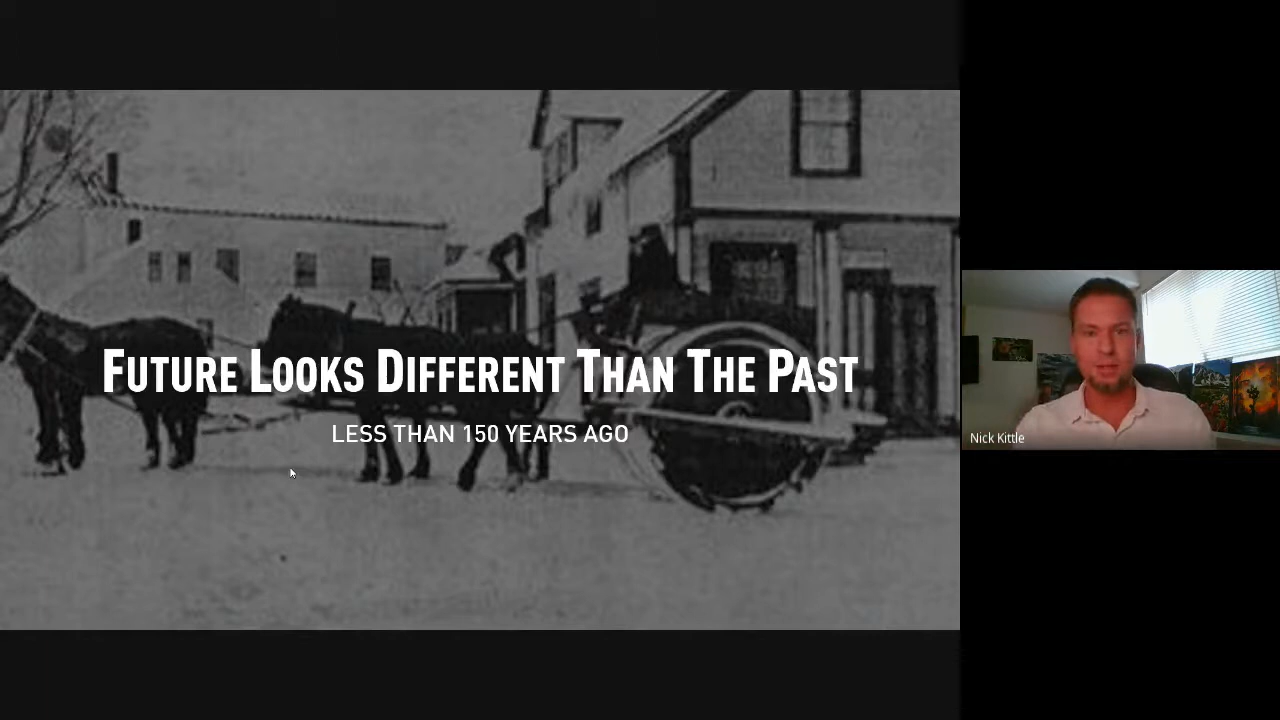 Future Looks Different Than The Past
LESS THAN 150 YEARS AGO
Nick Kittle